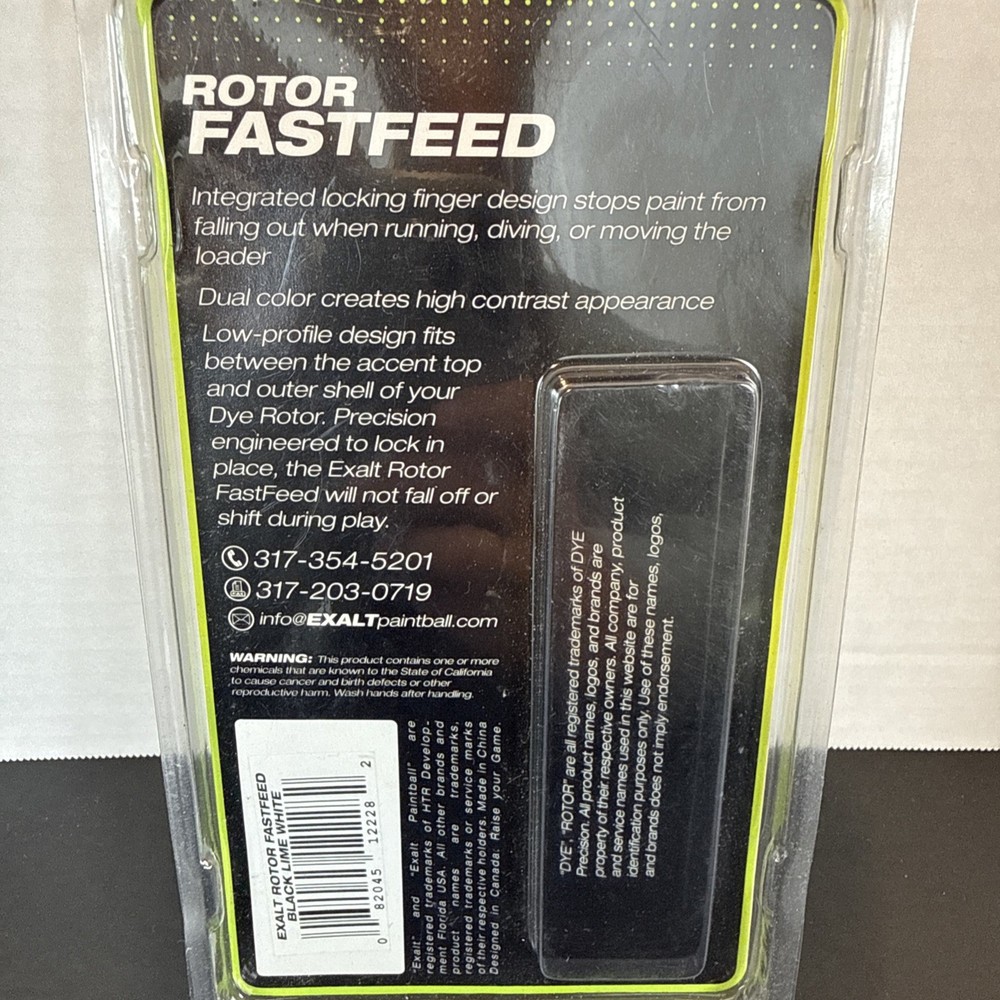 ROTOR
FASTFEED
Integrated locking finger design stops paint from
falling out when running, diving, or moving the
loader
Dual color creates high contrast appearance
Low-profile design fits
between the accent top
and outer shell of your
Dye Rotor. Precision
engineered to lock in
place, the Exalt Rotor
FastFeed will not fall off or
shift during play.
317-354-5201
317-203-0719
info@EXALTpaintball.com
WARNING: This product contains one or more
chemicals that are known to the State of California
to cause cancer and birth defects or other
reproductive harm. Wash hands after handling.
EXALT ROTOR FASTFEED
BLACK LIME WHITE
0 82045 12228 2
"Exalt" and "Exalt Paintball" are
registered trademarks of HTR Develop-
ment Florida USA. All other brands and
product names are trademarks,
registered trademarks or service marks
of their respective holders. Made in China
Designed in Canada. Raise your Game.
"DYE", "ROTOR" are all registered trademarks of DYE
Precision. All product names, logos, and brands are
property of their respective owners. All company, product
and service names used in this website are for
identification purposes only. Use of these names, logos,
and brands does not imply endorsement.